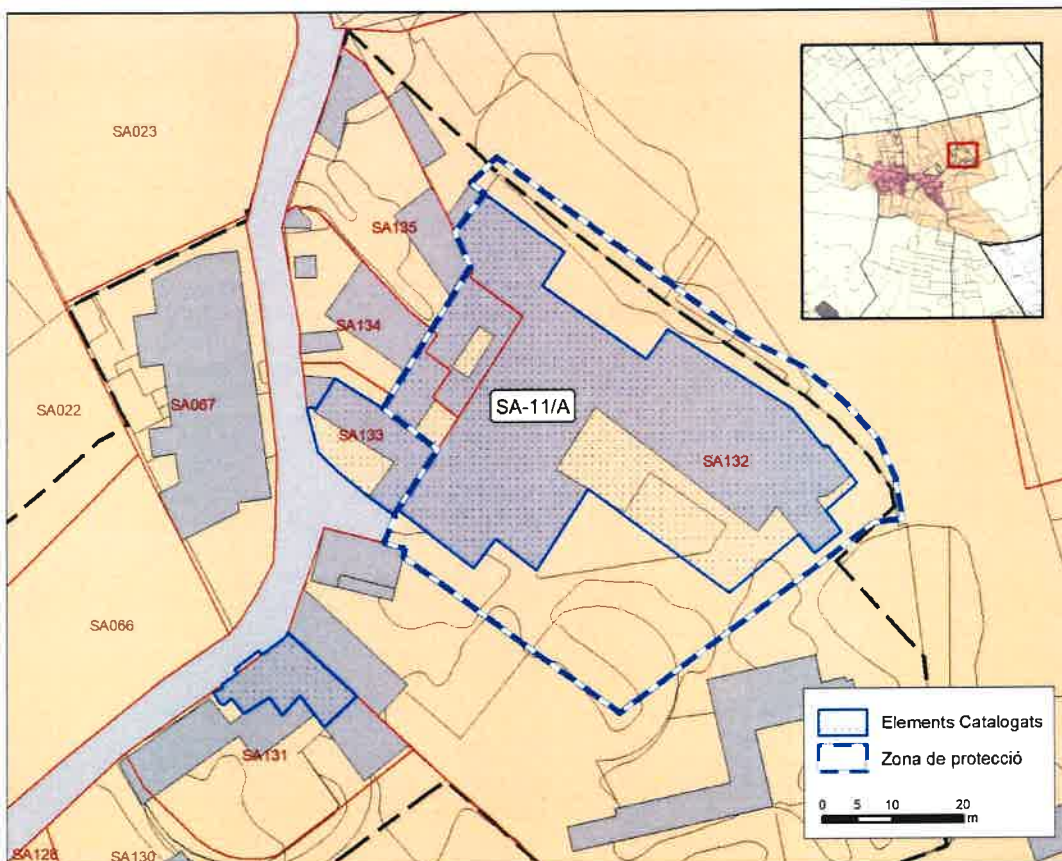 SA023
SA135
SA134
SA022
SA067
SA-11/A
SA133
SA132
SA066
SA131
SA130
Elements Catalogats
Zona de protecció
0 5 10 20
m